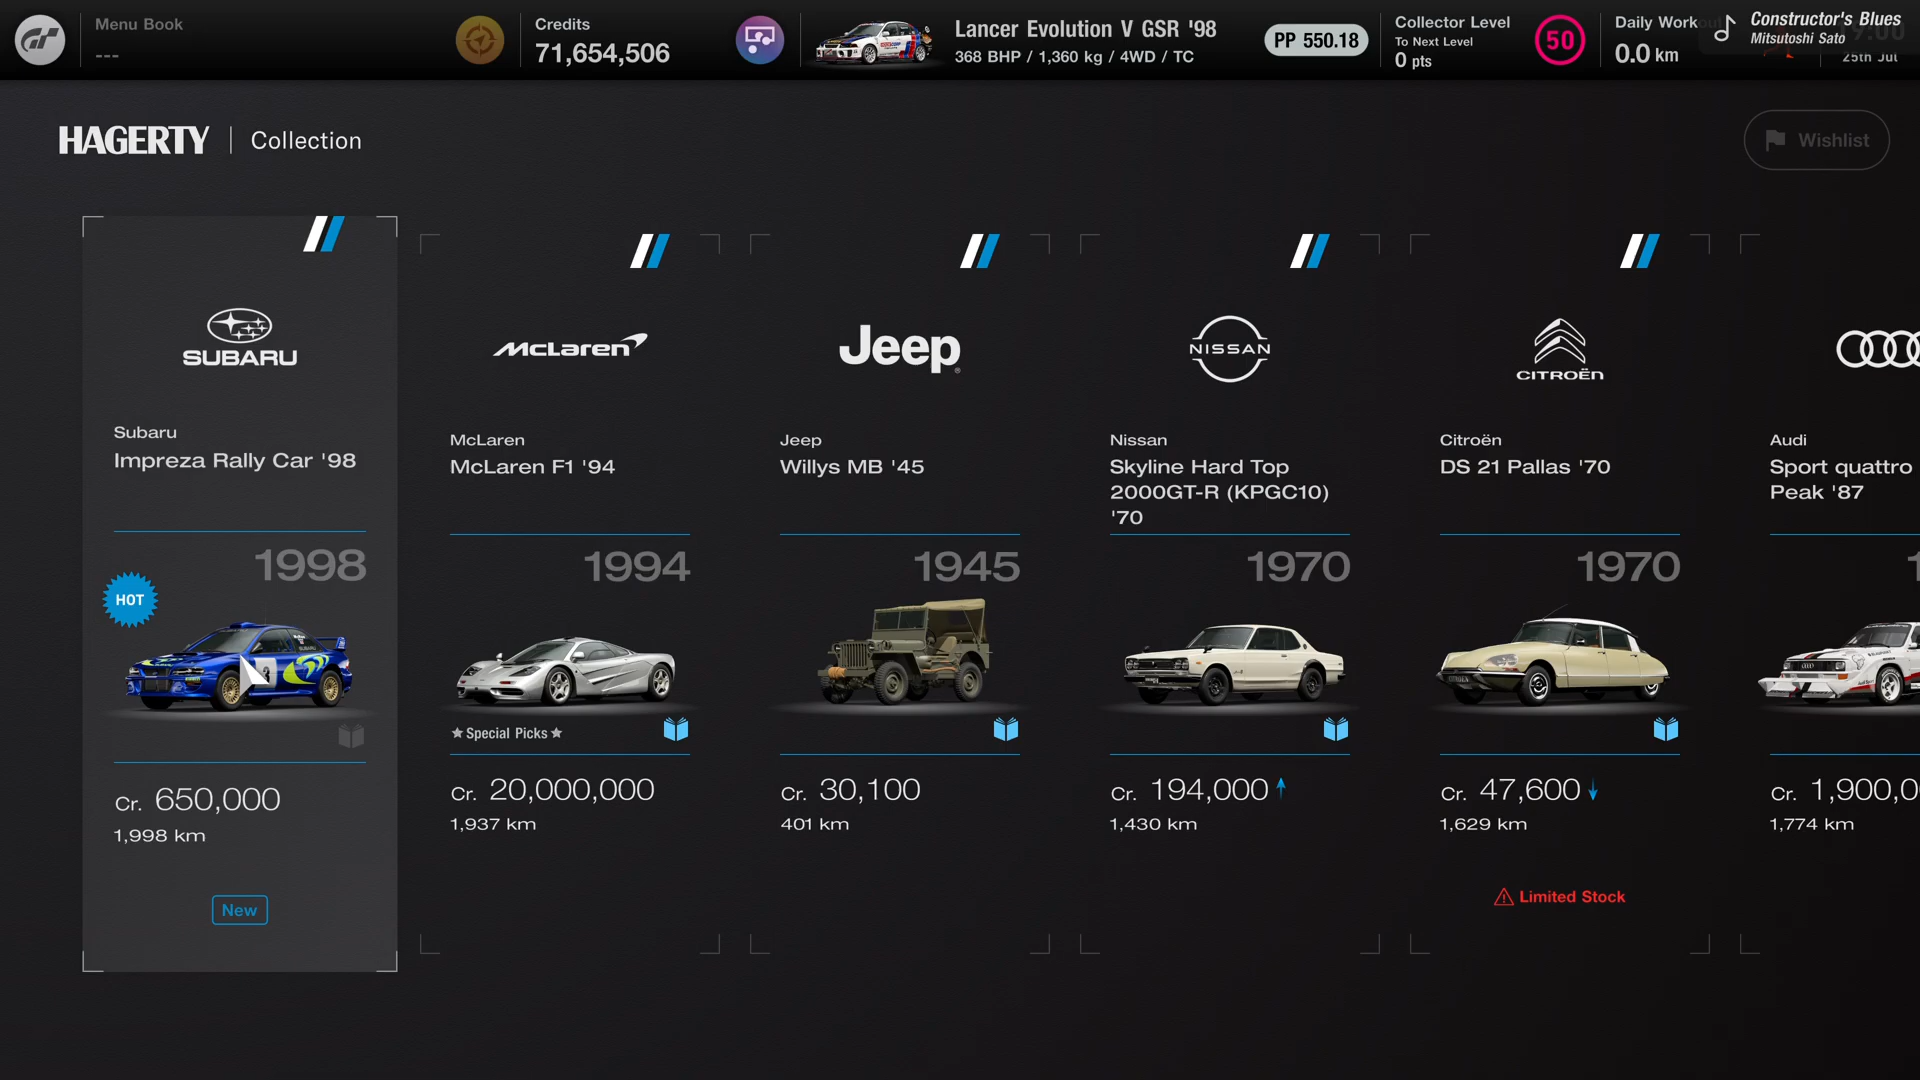 Menu Book
---
Credits
71,654,506
Lancer Evolution V GSR '98
368 BHP / 1,360 kg / 4WD / TC
PP 550.18
Collector Level
To Next Level
0 pts
50
Daily Workou
0.0 km
Constructor's Blues
Mitsutoshi Sato
25th Jul
HAGERTY | Collection
Wishlist
SUBARU
Subaru
Impreza Rally Car '98
1998
HOT
Cr. 650,000
1,998 km
New
McLaren
McLaren
McLaren F1 '94
1994
★ Special Picks ★
Cr. 20,000,000
1,937 km
Jeep
Jeep
Willys MB '45
1945
Cr. 30,100
401 km
NISSAN
Nissan
Skyline Hard Top
2000GT-R (KPGC10)
'70
1970
Cr. 194,000
1,430 km
CITROËN
Citroën
DS 21 Pallas '70
1970
Cr. 47,600
1,629 km
Limited Stock
Audi
Sport quattro
Peak '87
1
Cr. 1,900,0
1,774 km